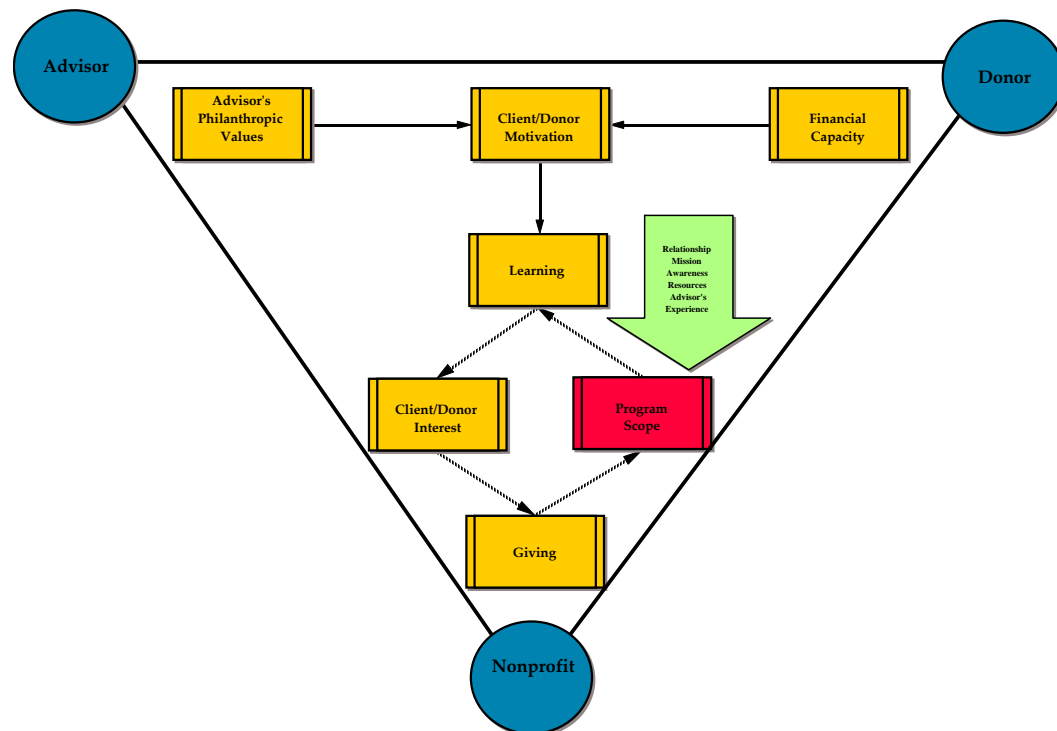 Advisor
Donor
Advisor's
Philanthropic
Values
Client/Donor
Motivation
Financial
Capacity
Learning
Relationship
Mission
Awareness
Resources
Advisor's
Experience
Client/Donor
Interest
Program
Scope
Giving
Nonprofit